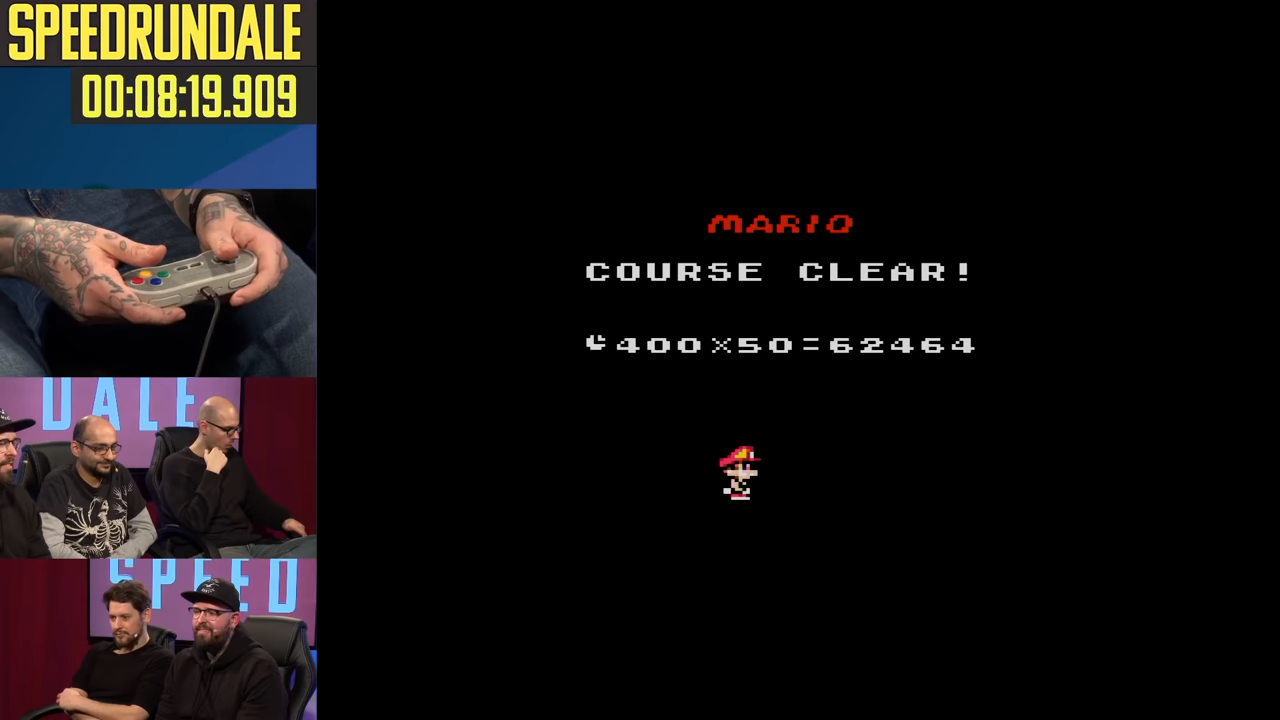 SPEEDRUNDALE
00:08:19.909
MARIO
COURSE CLEAR!
400×50=62464
DALE
SPEED